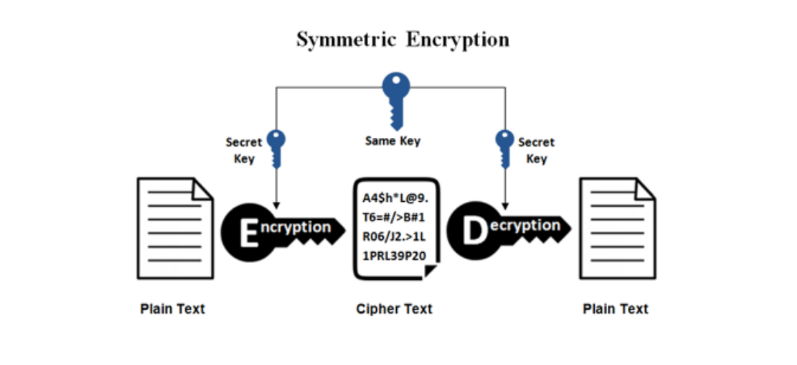 Symmetric Encryption
Secret
Key
Same Key
Secret
Key
Encryption
A4$h*L@9.
T6=#/>B#1
R06/J2.>1L
1PRL39P20
Decryption
Plain Text
Cipher Text
Plain Text